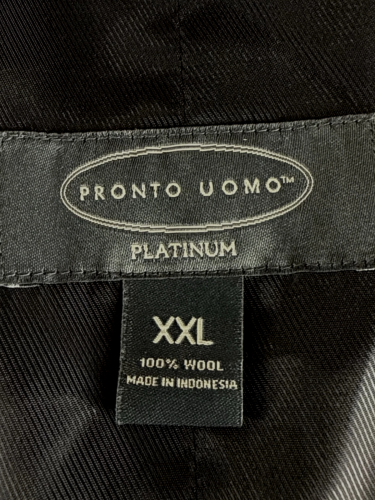 PRONTO UOMO™
PLATINUM
XXL
100% WOOL
MADE IN INDONESIA